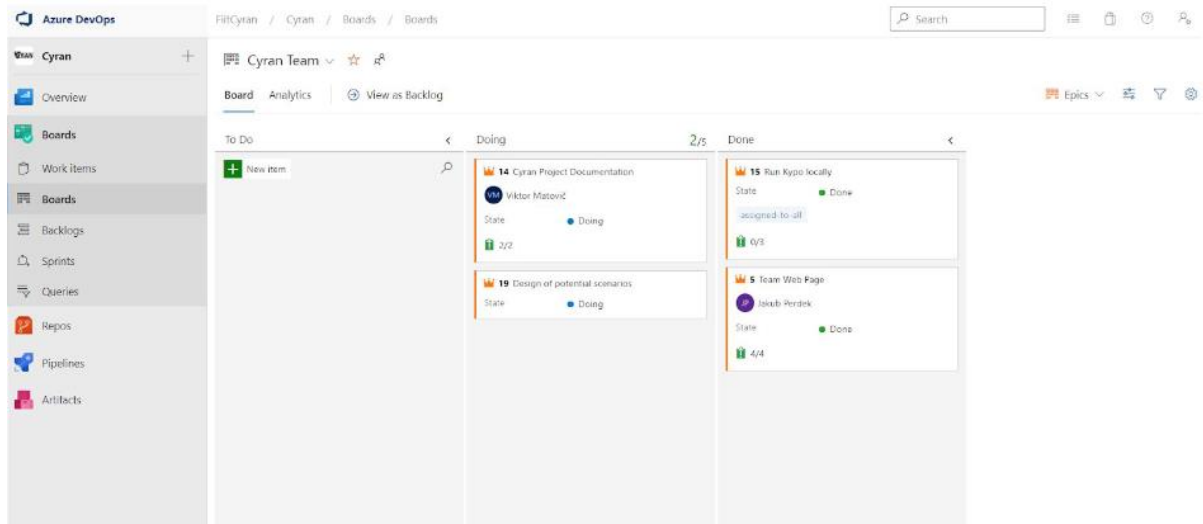 Azure DevOps
FiitCyran / Cyran / Boards / Boards
Search
Cyran
Cyran Team
Overview
Board Analytics View as Backlog
Epics
Boards
To Do
Doing 2/5
Done
Work items
New item
14 Cyran Project Documentation
Viktor Matovič
State Doing
2/2
15 Run Kypo locally
State Done
assigned-to-all
0/3
Boards
Backlogs
Sprints
Queries
19 Design of potential scenarios
State Doing
5 Team Web Page
Jakub Perdek
State Done
4/4
Repos
Pipelines
Artifacts
VM
JP